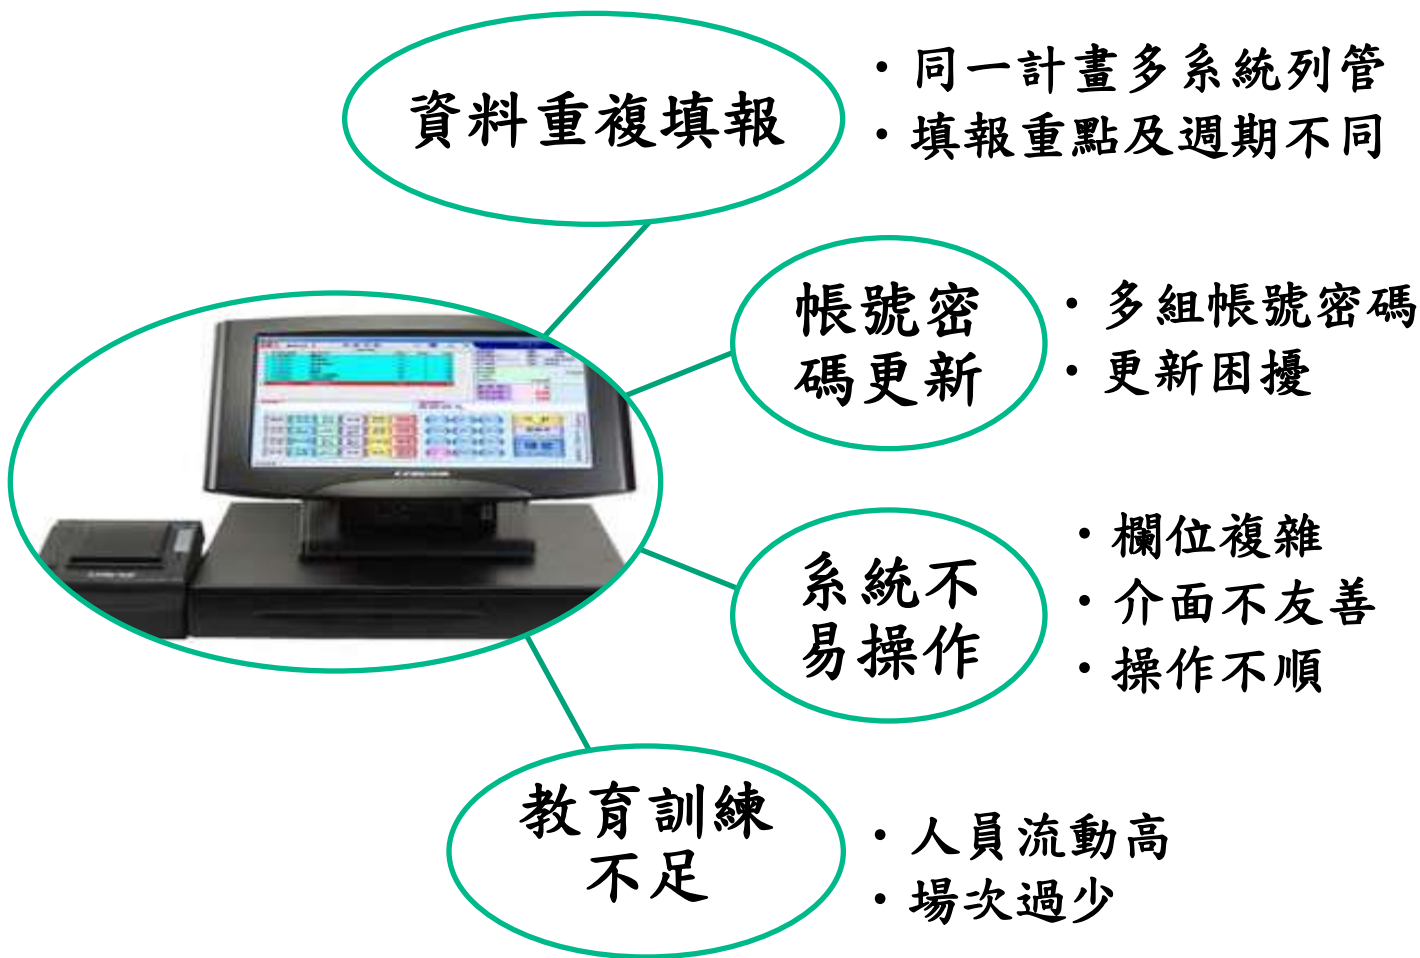 資料重複填報
・同一計畫多系統列管
・填報重點及週期不同
帳號密
碼更新
・多組帳號密碼
・更新困擾
系統不
易操作
・欄位複雜
・介面不友善
・操作不順
教育訓練
不足
・人員流動高
・場次過少